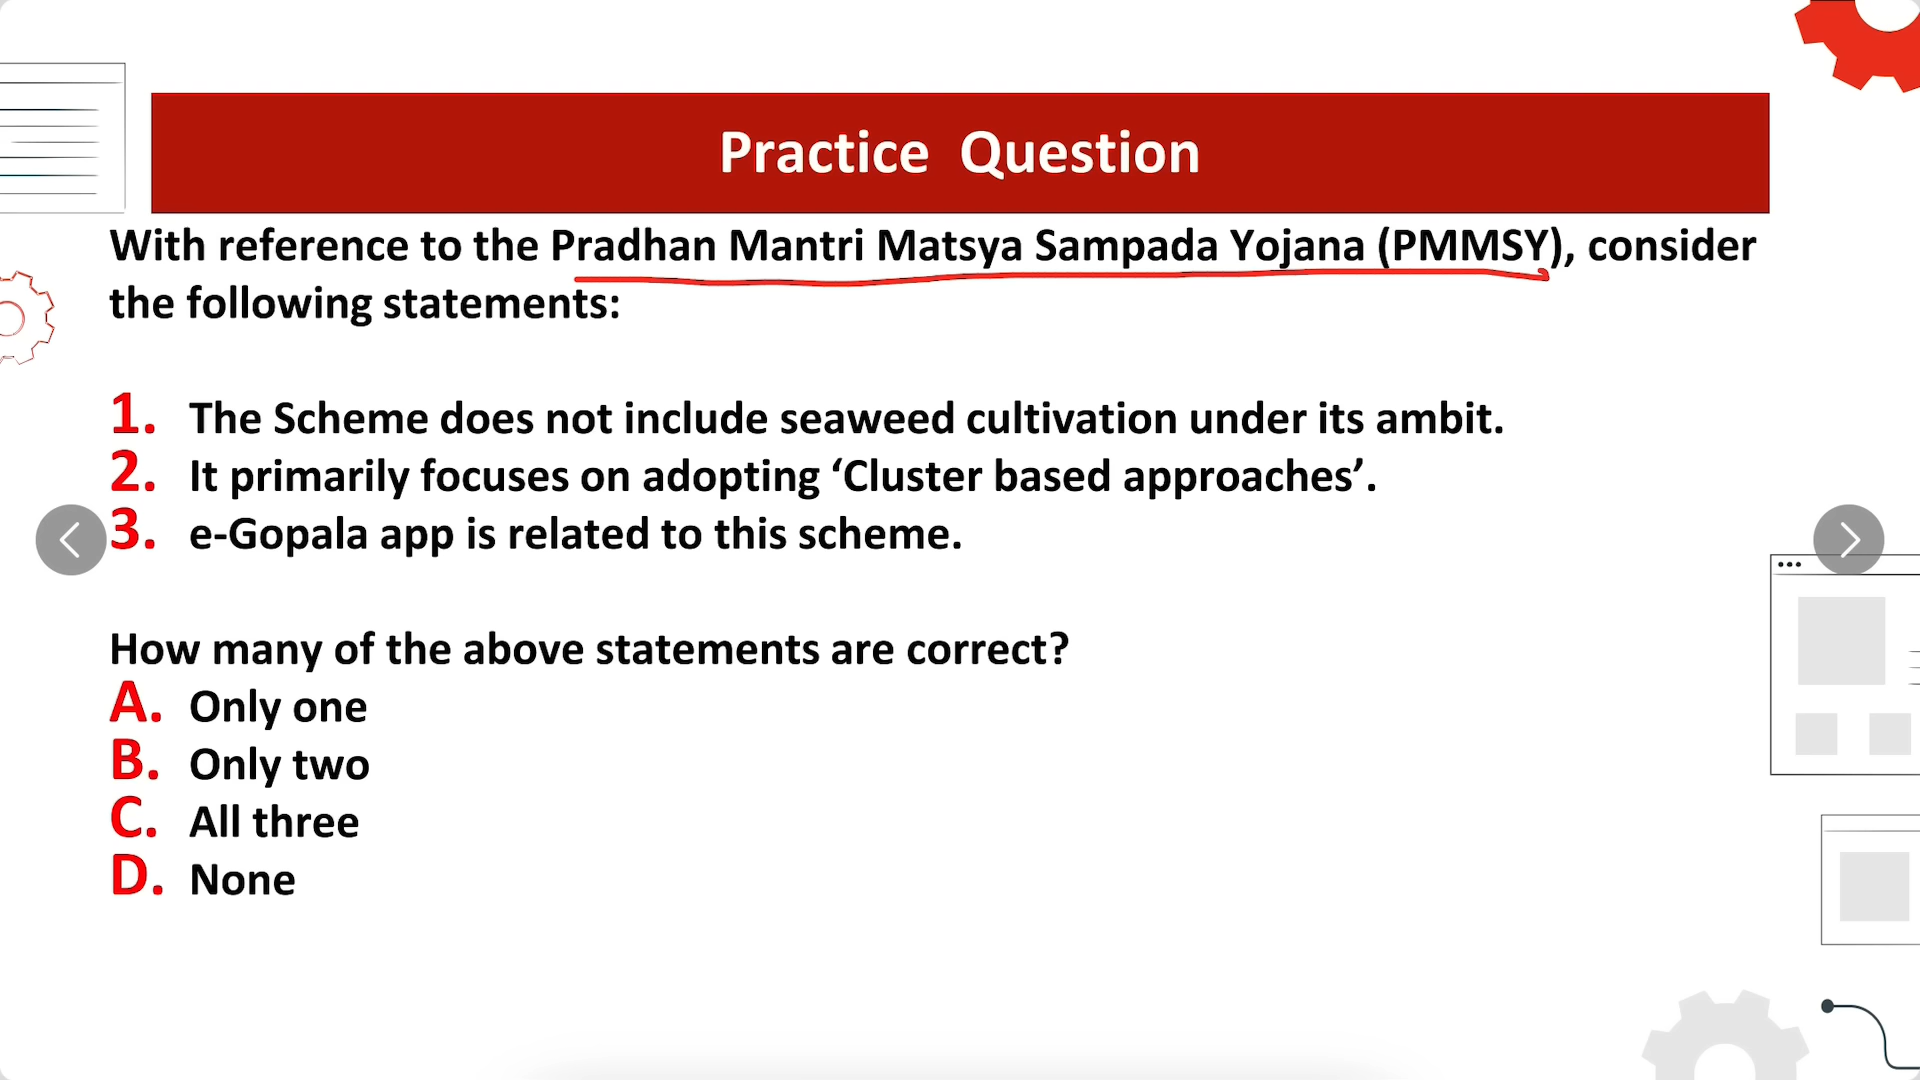 Practice Question
With reference to the Pradhan Mantri Matsya Sampada Yojana (PMMSY), consider
the following statements:
1. The Scheme does not include seaweed cultivation under its ambit.
2. It primarily focuses on adopting ‘Cluster based approaches’.
3. e-Gopala app is related to this scheme.
How many of the above statements are correct?
A. Only one
B. Only two
C. All three
D. None